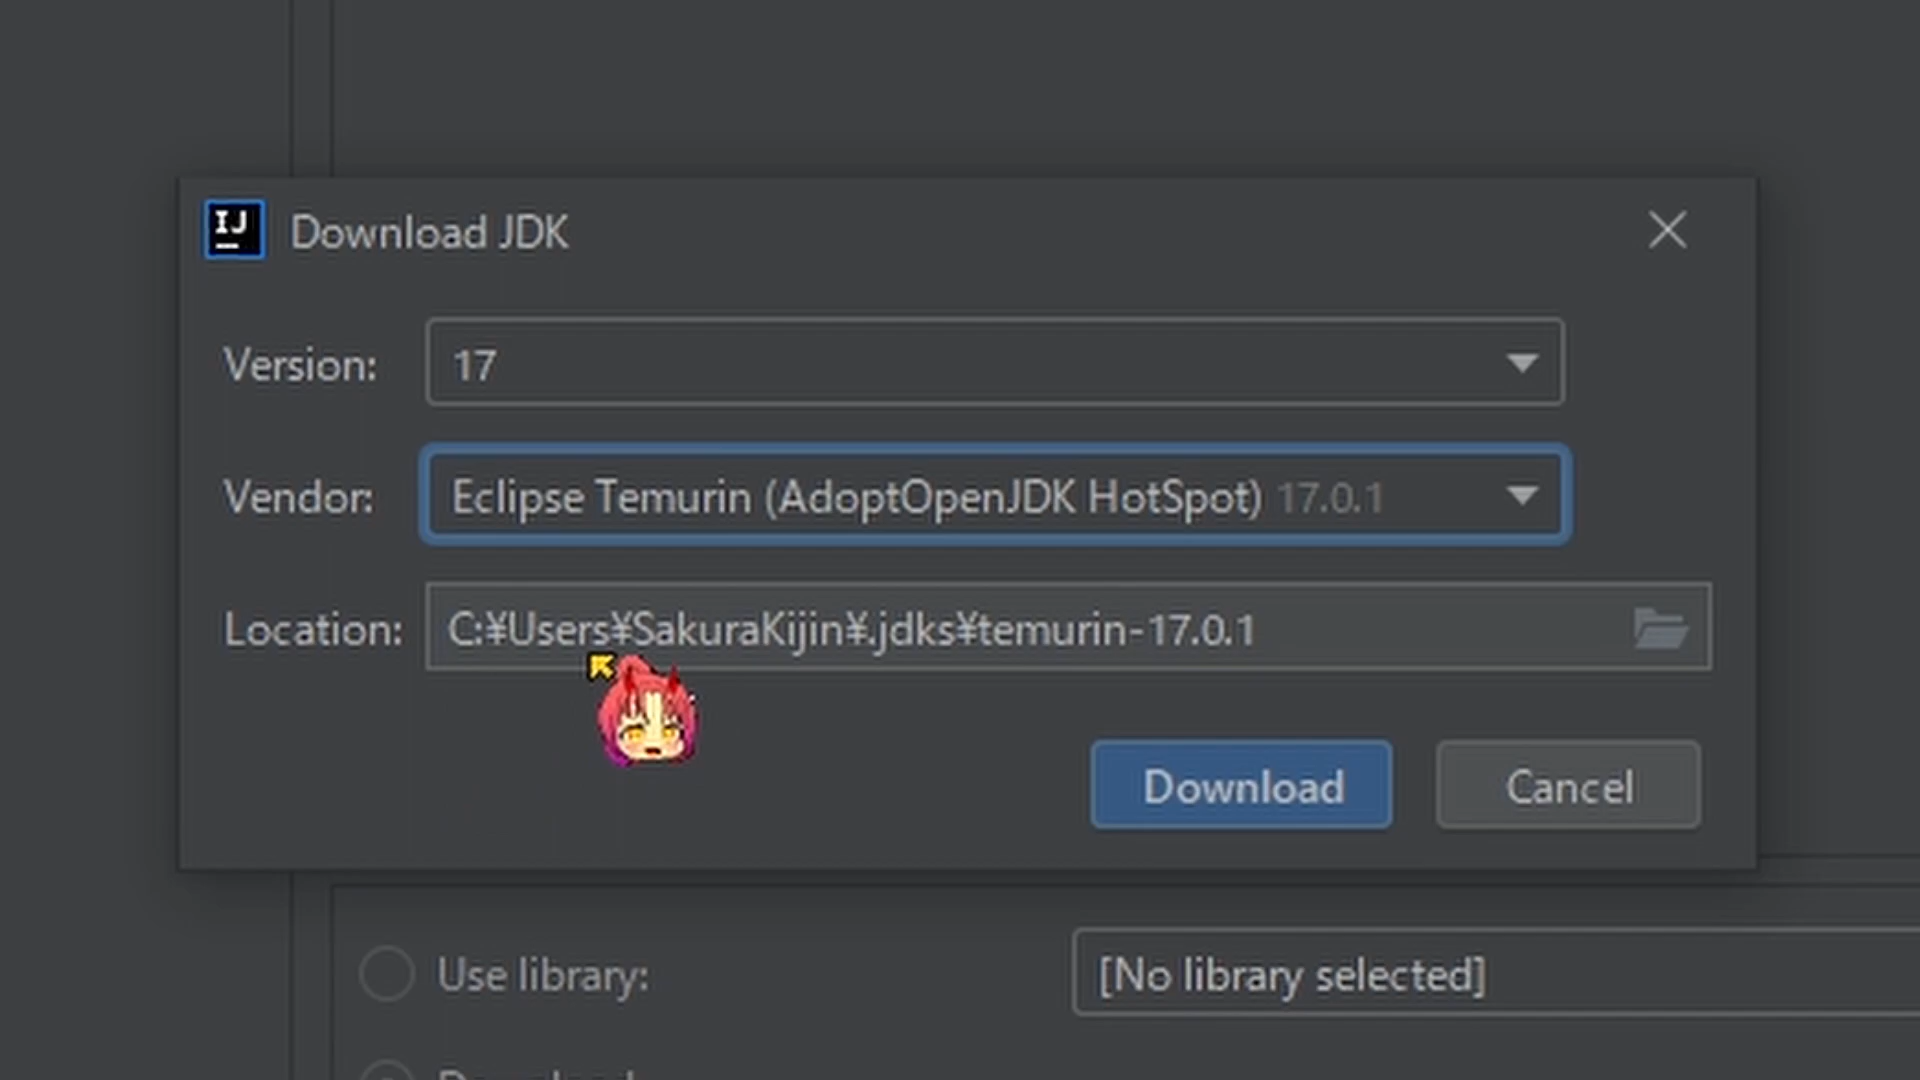 IJ
Download JDK
Version:
17
Vendor:
Eclipse Temurin (AdoptOpenJDK HotSpot) 17.0.1
Location:
C:¥Users¥SakuraKijin¥.jdks¥temurin-17.0.1
Download
Cancel
Use library:
[No library selected]